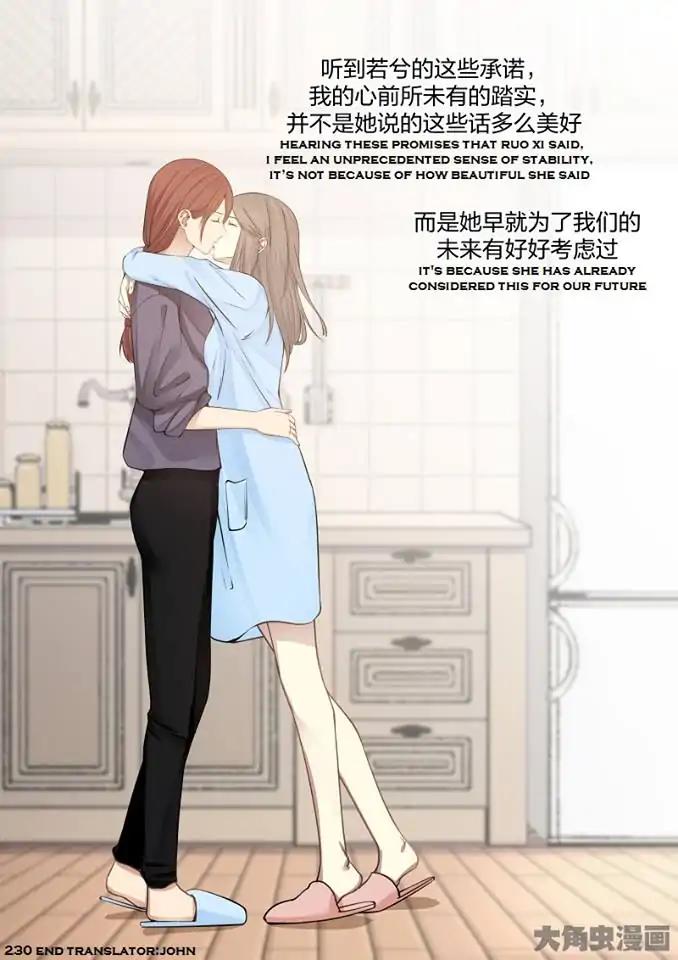 听到若兮的这些承诺，
我的心前所未有的踏实，
并不是她说的这些话多么美好
HEARING THESE PROMISES THAT RUO XI SAID,
I FEEL AN UNPRECEDENTED SENSE OF STABILITY,
IT'S NOT BECAUSE OF HOW BEAUTIFUL SHE SAID
而是她早就为了我们的
未来有好好考虑过
IT'S BECAUSE SHE HAS ALREADY
CONSIDERED THIS FOR OUR FUTURE
230 END TRANSLATOR:JOHN
大角虫漫画